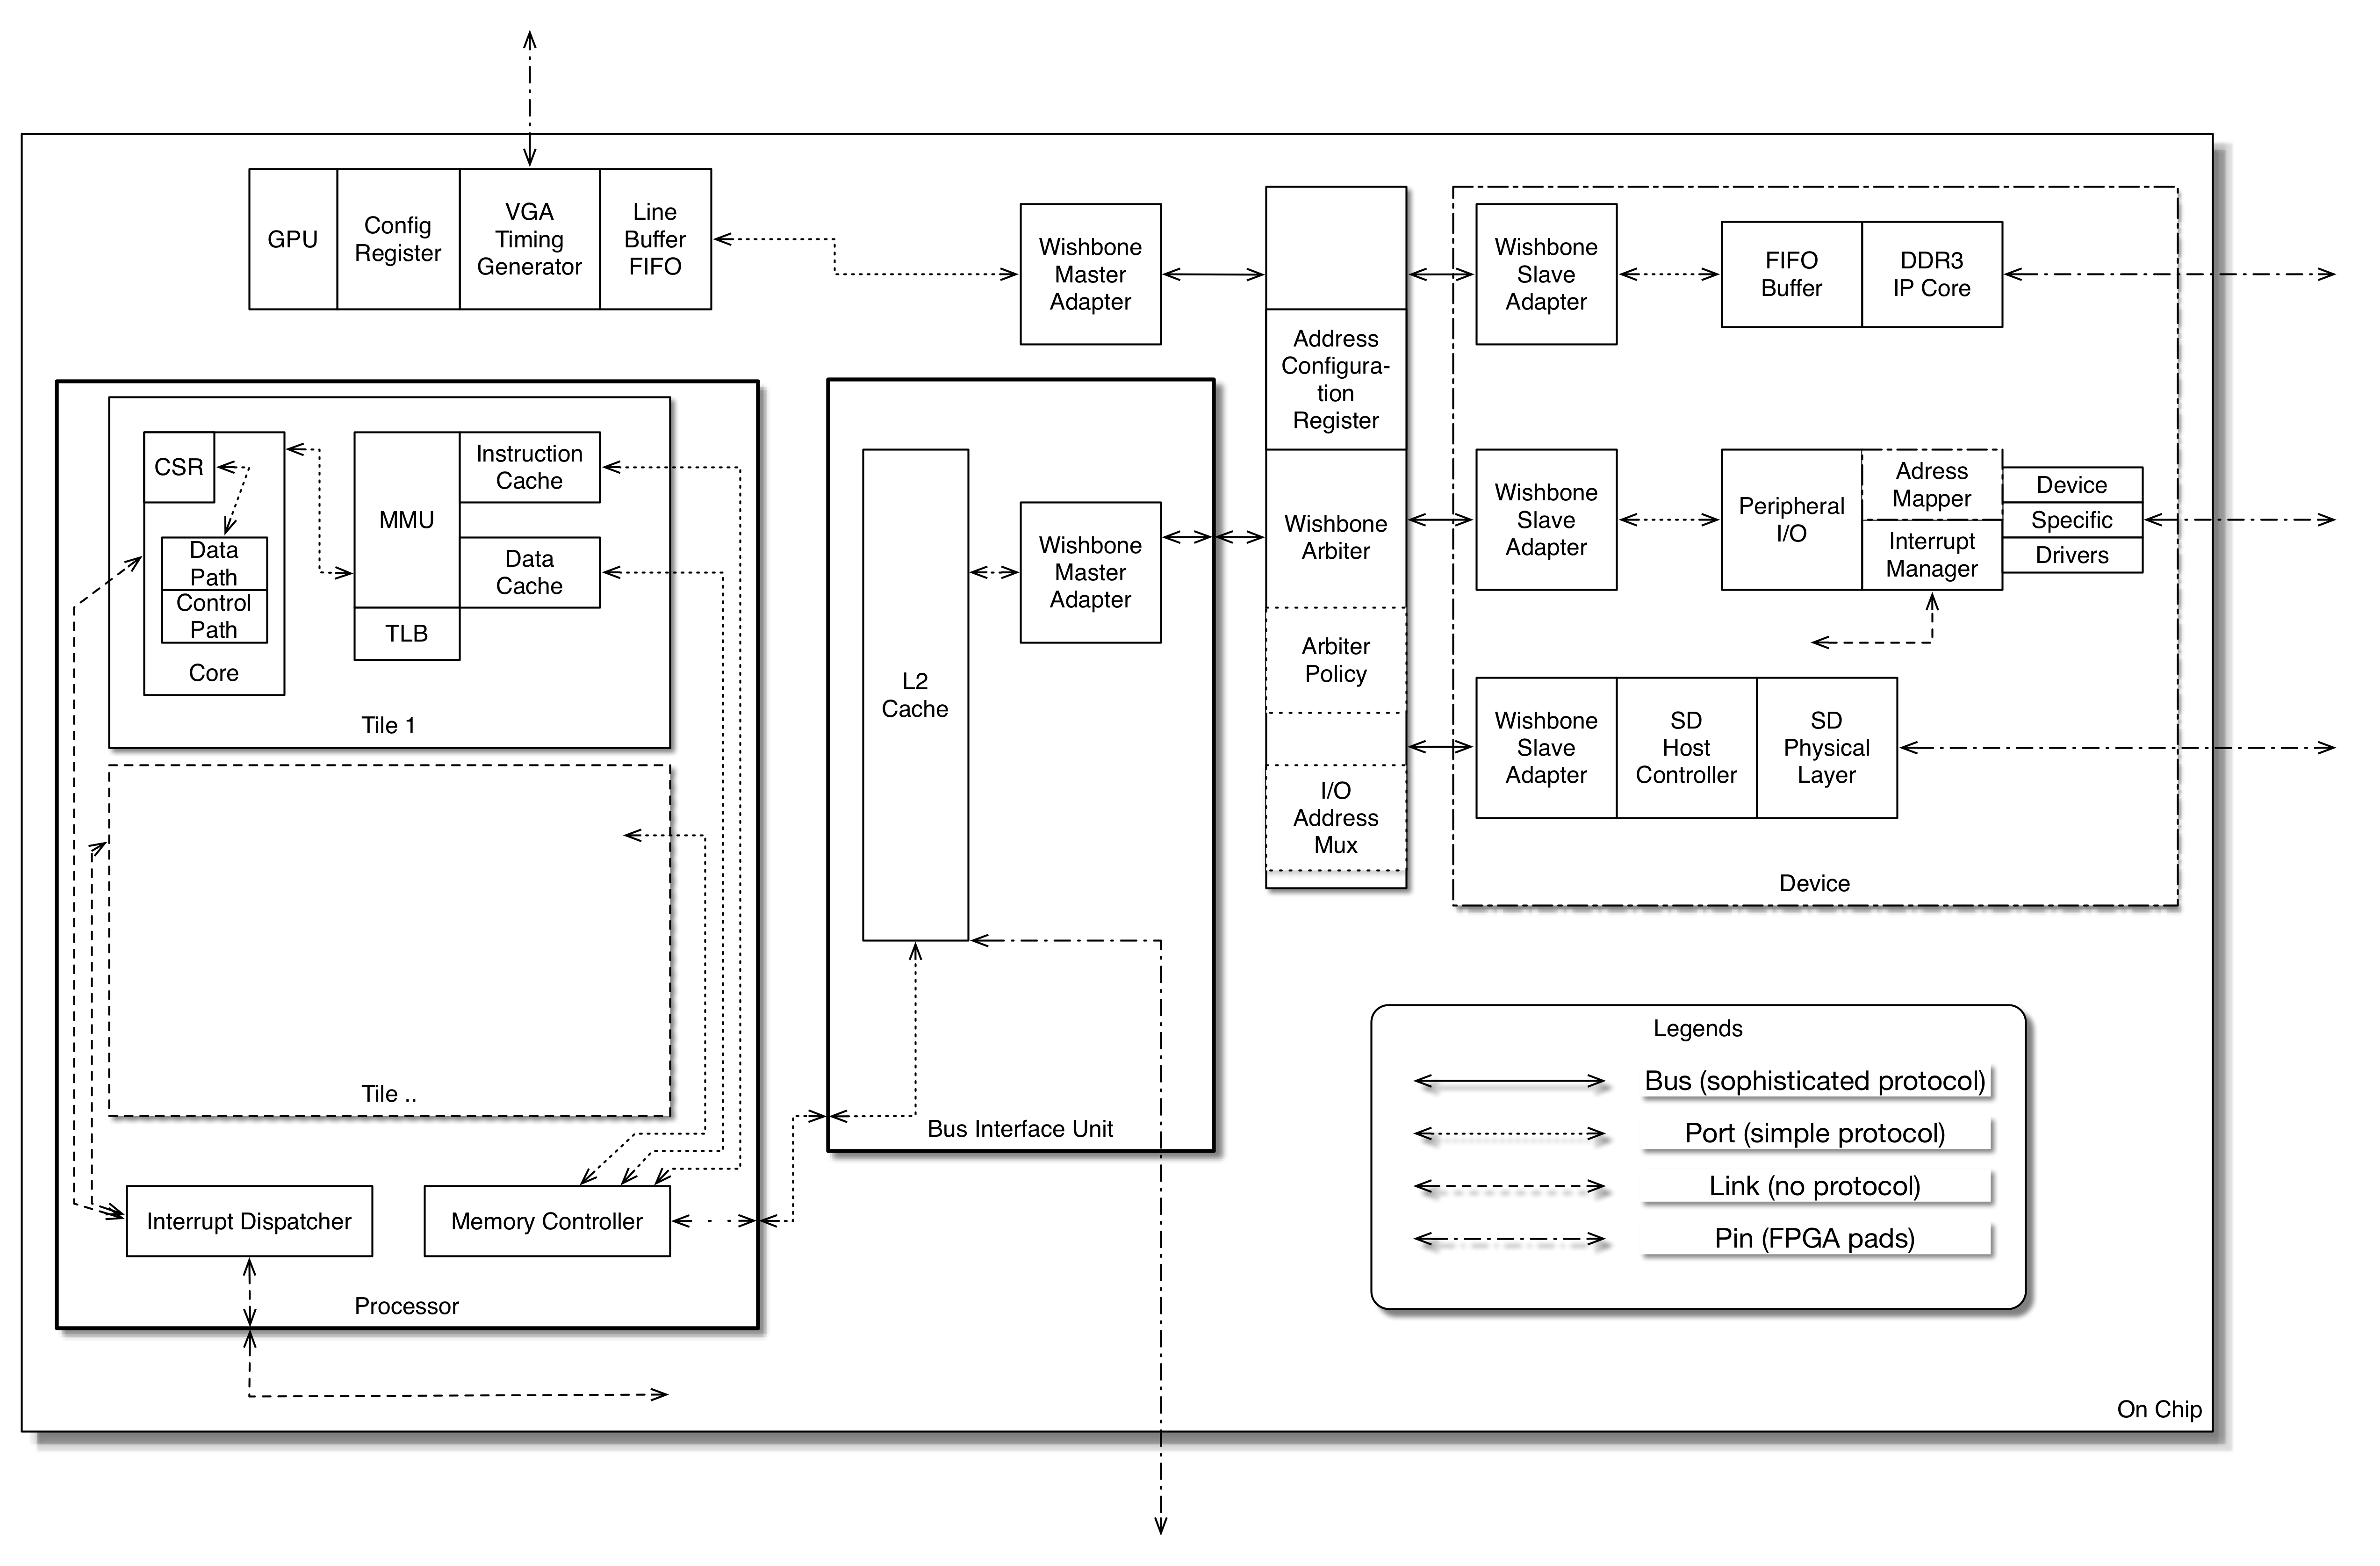 GPU
Config
Register
VGA
Timing
Generator
Line
Buffer
FIFO
Wishbone
Master
Adapter
Address
Configura-
tion
Register
Wishbone
Arbiter
Arbiter
Policy
I/O
Address
Mux
Wishbone
Slave
Adapter
FIFO
Buffer
DDR3
IP Core
Wishbone
Slave
Adapter
Peripheral
I/O
Adress
Mapper
Interrupt
Manager
Device
Specific
Drivers
Wishbone
Slave
Adapter
SD
Host
Controller
SD
Physical
Layer
Device
CSR
Data
Path
Control
Path
Core
MMU
TLB
Instruction
Cache
Data
Cache
Tile 1
Tile ..
Interrupt Dispatcher
Memory Controller
Processor
L2
Cache
Wishbone
Master
Adapter
Bus Interface Unit
Legends
Bus (sophisticated protocol)
Port (simple protocol)
Link (no protocol)
Pin (FPGA pads)
On Chip